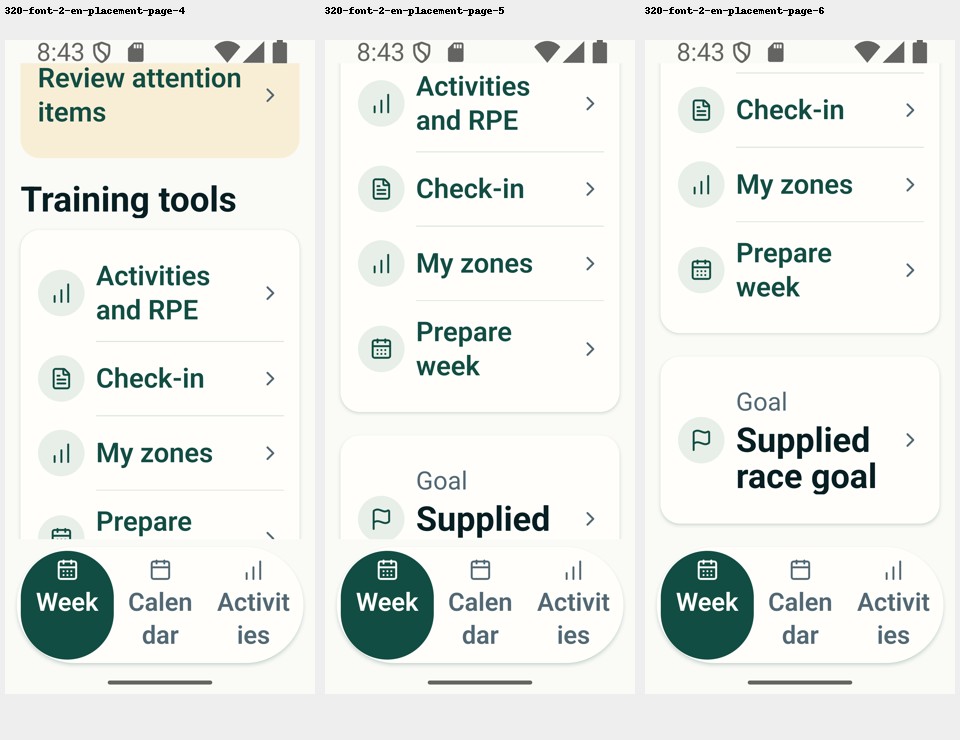 320-font-2-en-placement-page-4
8:43
Review attention
items
Training tools
Activities
and RPE
Check-in
My zones
Prepare
Week
Calen
dar
Activit
ies
320-font-2-en-placement-page-5
8:43
Activities
and RPE
Check-in
My zones
Prepare
week
Goal
Supplied
Week
Calen
dar
Activit
ies
320-font-2-en-placement-page-6
8:43
Check-in
My zones
Prepare
week
Goal
Supplied
race goal
Week
Calen
dar
Activit
ies